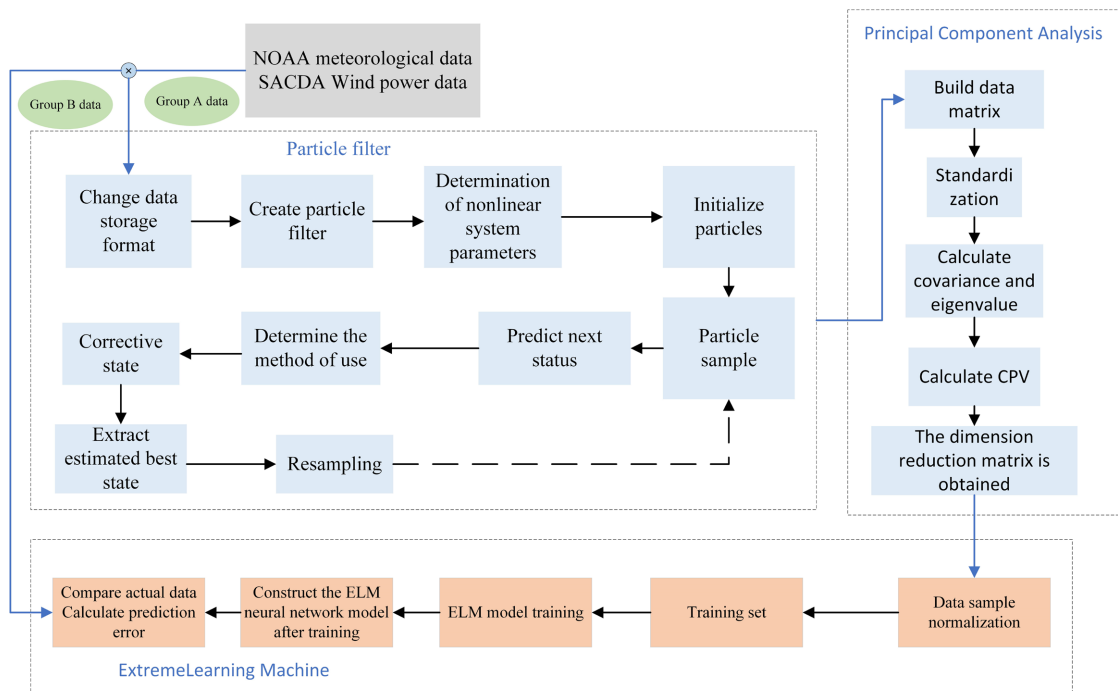 NOAA meteorological data
SACDA Wind power data
Group B data
Group A data
Particle filter
Change data
storage
format
Create particle
filter
Determination
of nonlinear
system
parameters
Initialize
particles
Particle
sample
Predict next
status
Determine the
method of use
Corrective
state
Extract
estimated best
state
Resampling
Principal Component Analysis
Build data
matrix
Standardi
zation
Calculate
covariance and
eigenvalue
Calculate CPV
The dimension
reduction matrix is
obtained
Data sample
normalization
Training set
ELM model training
Construct the ELM
neural network model
after training
Compare actual data
Calculate prediction
error
ExtremeLearning Machine